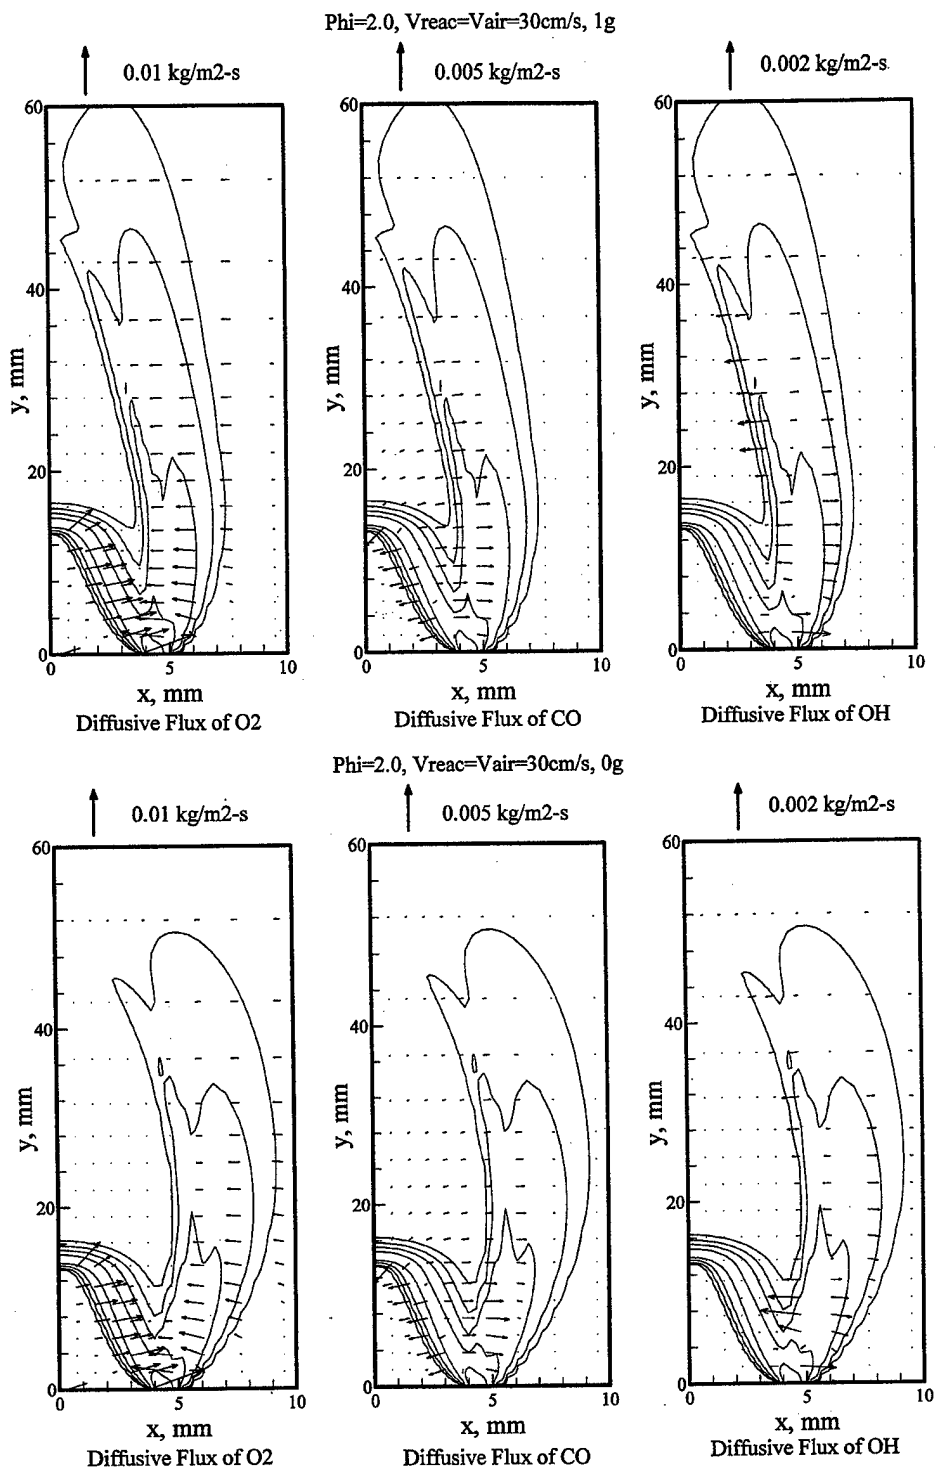 Phi=2.0, Vreac=Vair=30cm/s, 1g
0.01 kg/m2-s
0.005 kg/m2-s
0.002 kg/m2-s
60
40
20
0
y, mm
0
5
10
x, mm
Diffusive Flux of O2
60
40
20
0
y, mm
0
5
10
x, mm
Diffusive Flux of CO
60
40
20
0
y, mm
0
5
10
x, mm
Diffusive Flux of OH
Phi=2.0, Vreac=Vair=30cm/s, 0g
0.01 kg/m2-s
0.005 kg/m2-s
0.002 kg/m2-s
60
40
20
0
y, mm
0
5
10
x, mm
Diffusive Flux of O2
60
40
20
0
y, mm
0
5
10
x, mm
Diffusive Flux of CO
60
40
20
0
y, mm
0
5
10
x, mm
Diffusive Flux of OH